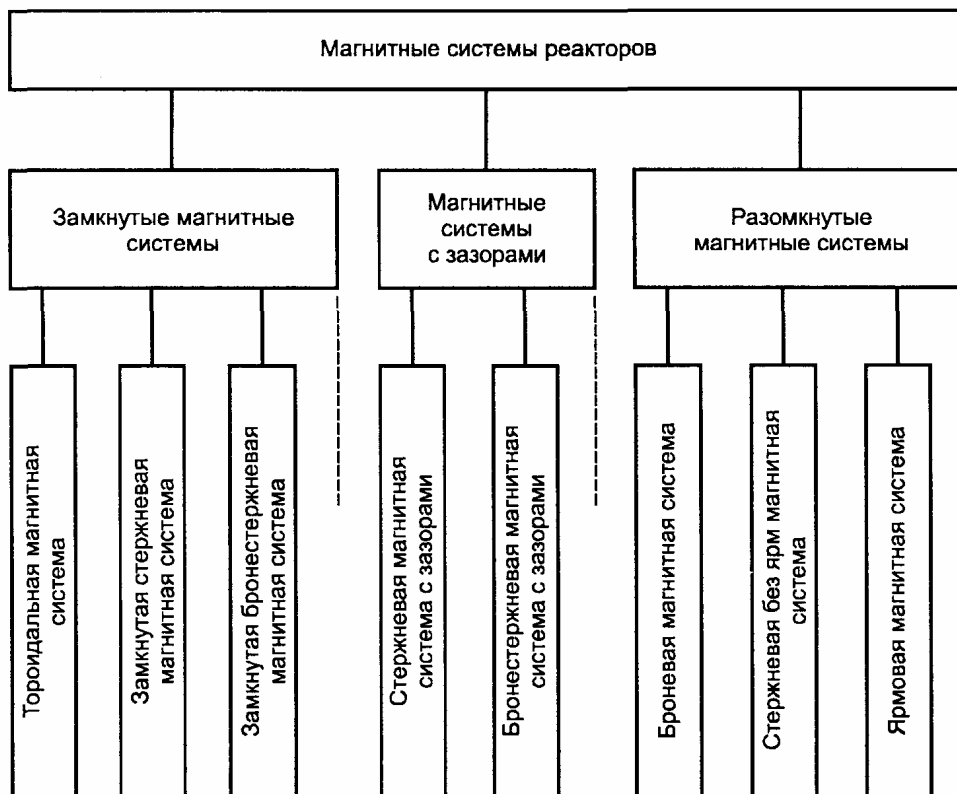 Магнитные системы реакторов
Замкнутые магнитные
системы
Магнитные
системы
с зазорами
Разомкнутые
магнитные системы
Тороидальная магнитная
система
Замкнутая стержневая
магнитная система
Замкнутая бронестержневая
магнитная система
Стержневая магнитная
система с зазорами
Бронестержневая магнитная
система с зазорами
Броневая магнитная система
Стержневая без ярм магнитная
система
Ярмовая магнитная система